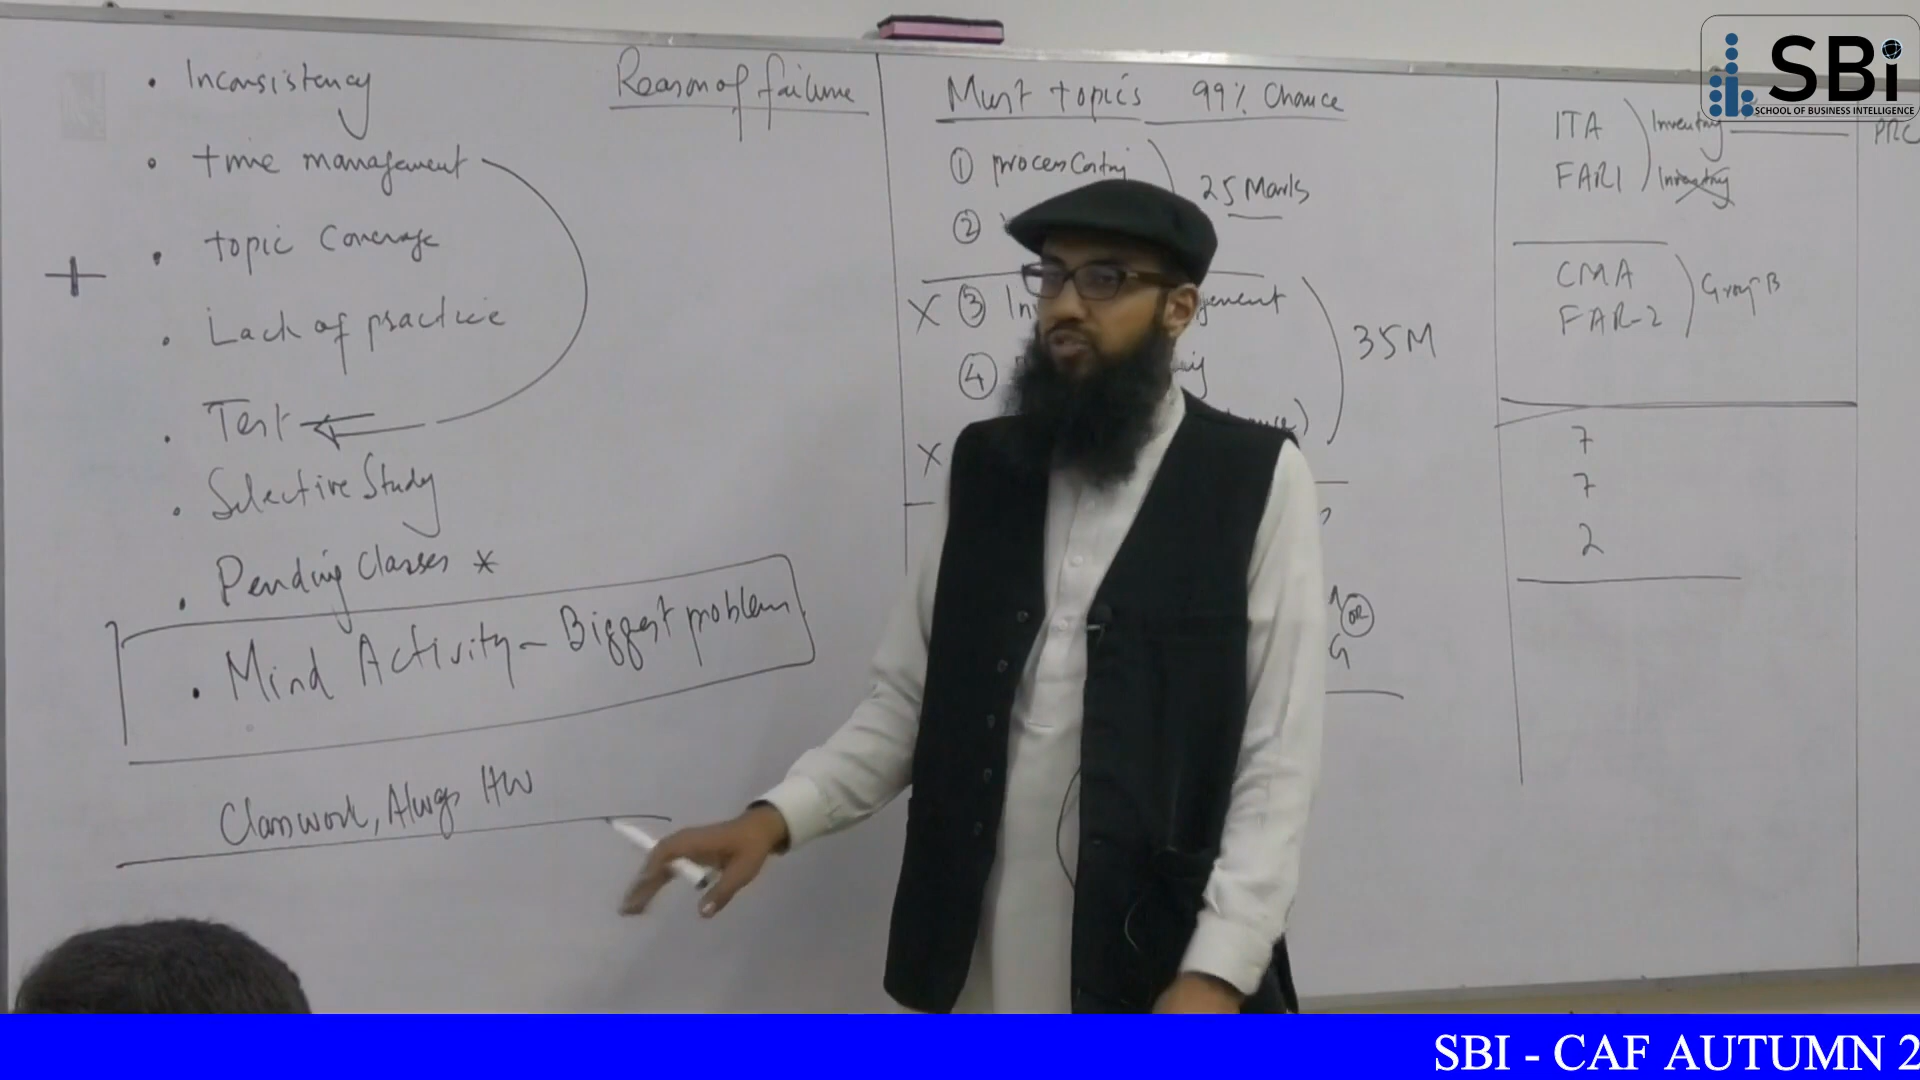 Reason of failure
• Inconsistency
• time management
• topic Coverage
+
• Lack of practice
• Test
• Selective Study
• Pending Classes *
• Mind Activity - Biggest problem
Classwork, Always HW
Must topics 99% Chance
① process Costing
25 Marks
②
X ③
④
35M
X
OR
ITA
FAR1
Inventory
Inventory
CMA
FAR-2
Group B
7
7
2
PRC
SBi
SCHOOL OF BUSINESS INTELLIGENCE
SBI - CAF AUTUMN 2